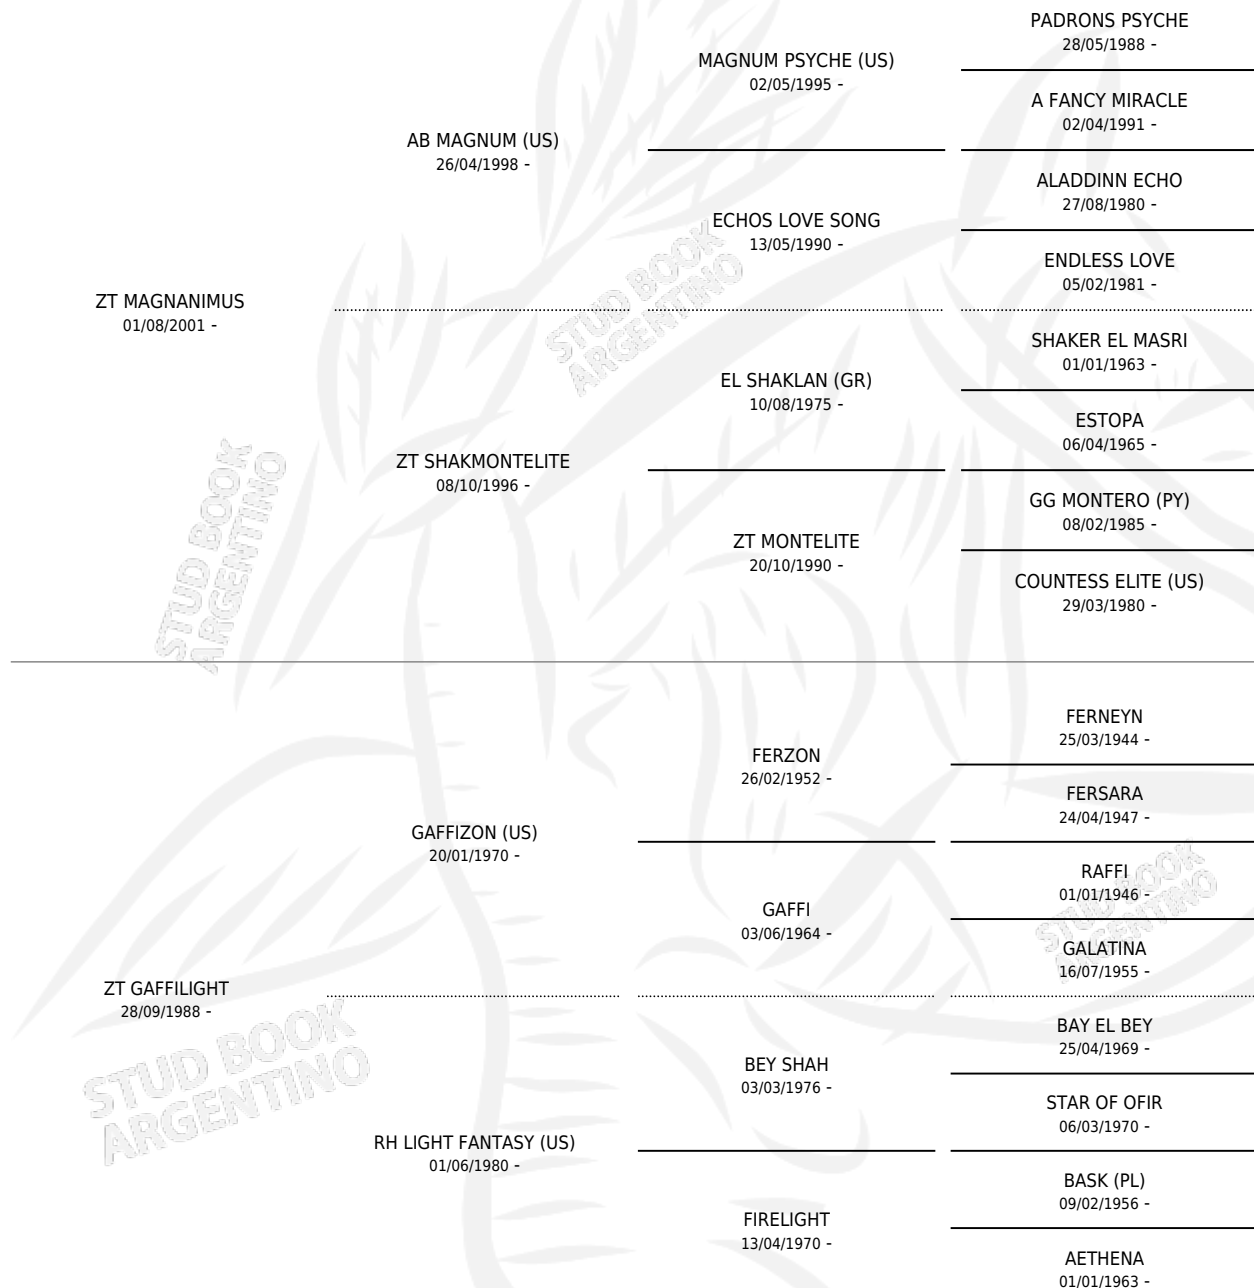 PADRONS PSYCHE
28/05/1988 -
MAGNUM PSYCHE (US)
02/05/1995 -
A FANCY MIRACLE
02/04/1991 -
AB MAGNUM (US)
26/04/1998 -
ALADDINN ECHO
27/08/1980 -
ECHOS LOVE SONG
13/05/1990 -
ENDLESS LOVE
05/02/1981 -
ZT MAGNANIMUS
01/08/2001 -
SHAKER EL MASRI
01/01/1963 -
EL SHAKLAN (GR)
10/08/1975 -
ESTOPA
06/04/1965 -
ZT SHAKMONTELITE
08/10/1996 -
GG MONTERO (PY)
08/02/1985 -
ZT MONTELITE
20/10/1990 -
COUNTESS ELITE (US)
29/03/1980 -
FERNEYN
25/03/1944 -
FERZON
26/02/1952 -
FERSARA
24/04/1947 -
GAFFIZON (US)
20/01/1970 -
RAFFI
01/01/1946 -
GAFFI
03/06/1964 -
GALATINA
16/07/1955 -
ZT GAFFILIGHT
28/09/1988 -
BAY EL BEY
25/04/1969 -
BEY SHAH
03/03/1976 -
STAR OF OFIR
06/03/1970 -
RH LIGHT FANTASY (US)
01/06/1980 -
BASK (PL)
09/02/1956 -
FIRELIGHT
13/04/1970 -
AETHENA
01/01/1963 -
STUD BOOK
ARGENTINO
STUD BOOK
ARGENTINO
STUD BOOK
ARGENTINO
STUD BOOK
ARGENTINO